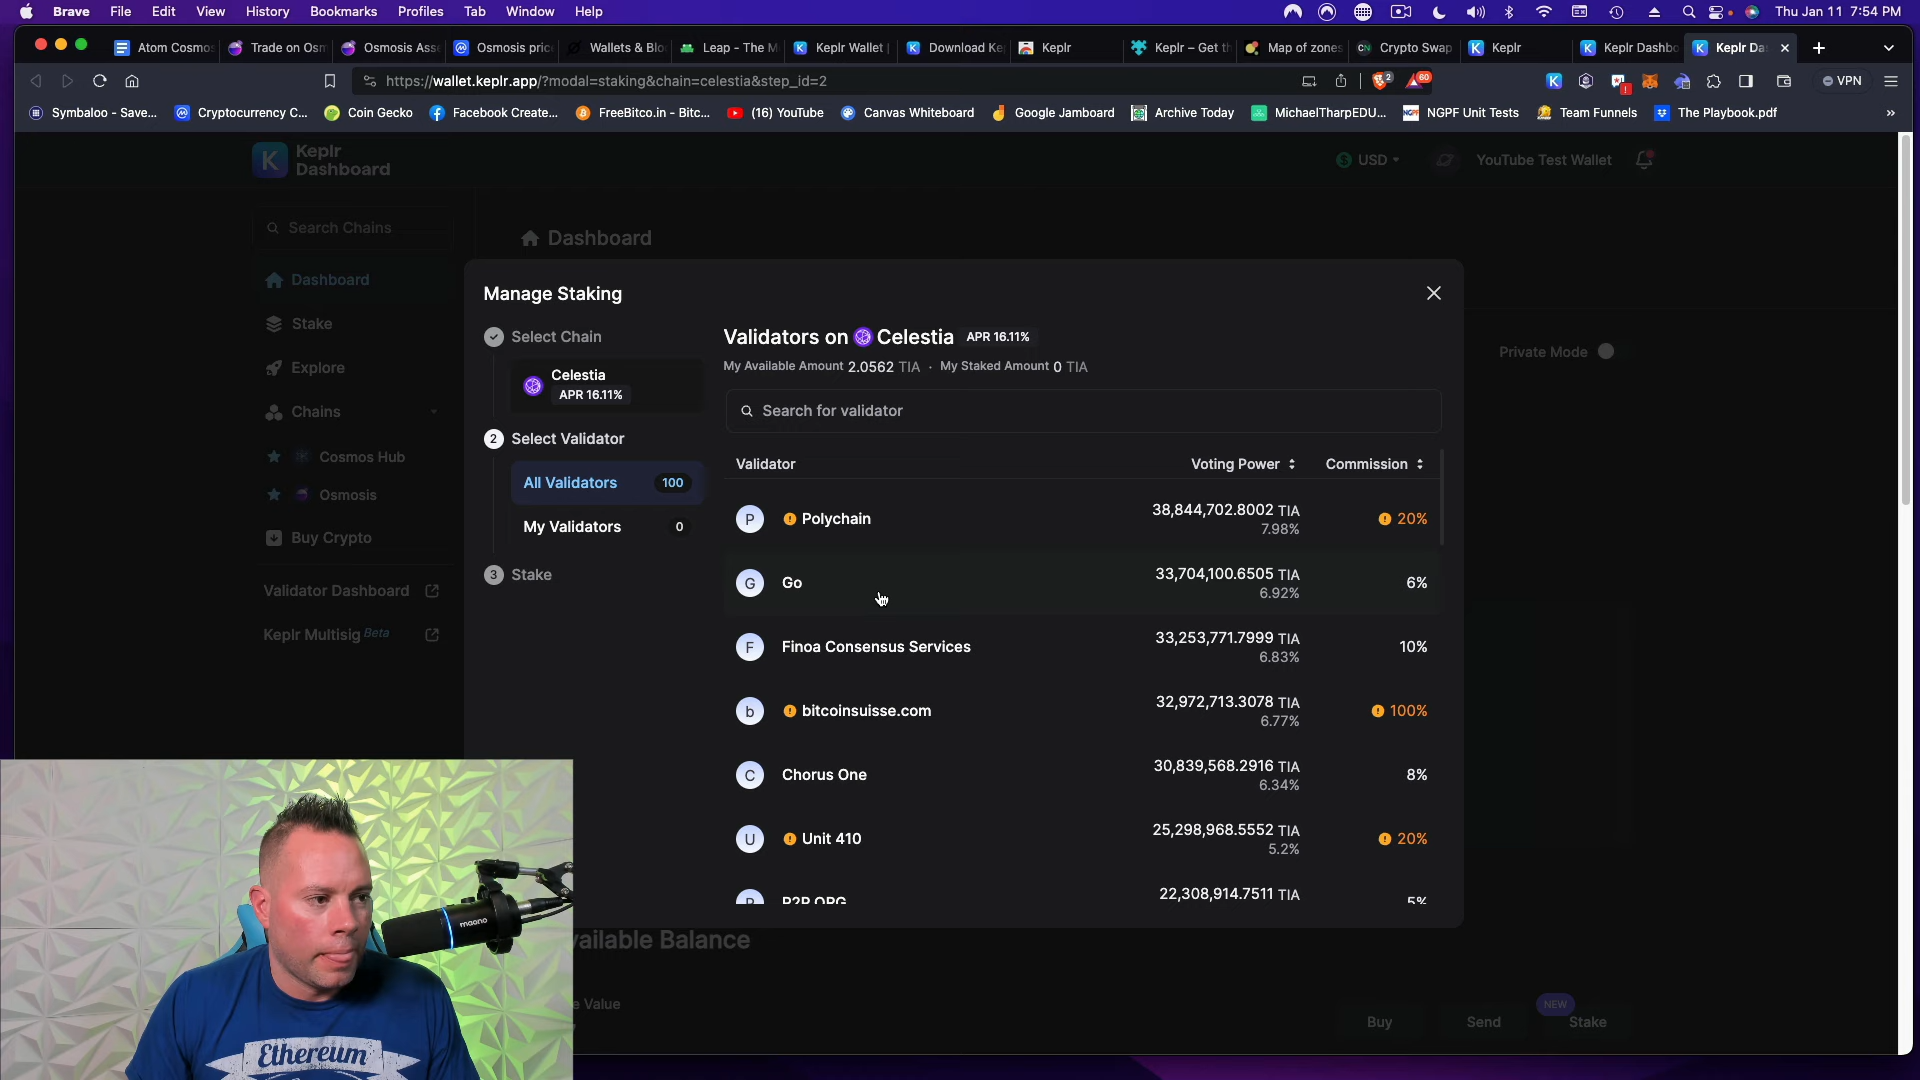 Brave File Edit View History Bookmarks Profiles Tab Window Help Thu Jan 11 7:54 PM
Atom Cosmos Trade on Osm Osmosis Ass Osmosis price Wallets & Blo Leap - The M Keplr Wallet Download Ke Keplr Keplr – Get th Map of zones Crypto Swap Keplr Keplr Dashbo Keplr Da
https://wallet.keplr.app/?modal=staking&chain=celestia&step_id=2 2 60 VPN
Symbaloo - Save... Cryptocurrency C... Coin Gecko Facebook Create... FreeBitco.in - Bitc... (16) YouTube Canvas Whiteboard Google Jamboard Archive Today MichaelTharpEDU... NGPF Unit Tests Team Funnels The Playbook.pdf »
Keplr
Dashboard
USD YouTube Test Wallet
Search Chains
Dashboard
Dashboard
Stake
Explore
Chains
Cosmos Hub
Osmosis
Buy Crypto
Validator Dashboard
Keplr Multisig Beta
Private Mode
Manage Staking
Select Chain
Celestia
APR 16.11%
2 Select Validator
All Validators 100
My Validators 0
3 Stake
Validators on Celestia APR 16.11%
My Available Amount 2.0562 TIA · My Staked Amount 0 TIA
Search for validator
Validator Voting Power Commission
P Polychain 38,844,702.8002 TIA 20%
7.98%
G Go 33,704,100.6505 TIA 6%
6.92%
F Finoa Consensus Services 33,253,771.7999 TIA 10%
6.83%
b bitcoinsuisse.com 32,972,713.3078 TIA 100%
6.77%
C Chorus One 30,839,568.2916 TIA 8%
6.34%
U Unit 410 25,298,968.5552 TIA 20%
5.2%
P P2P.ORG 22,308,914.7511 TIA 5%
vailable Balance
e Value
NEW
Buy Send Stake
maono
Ethereum